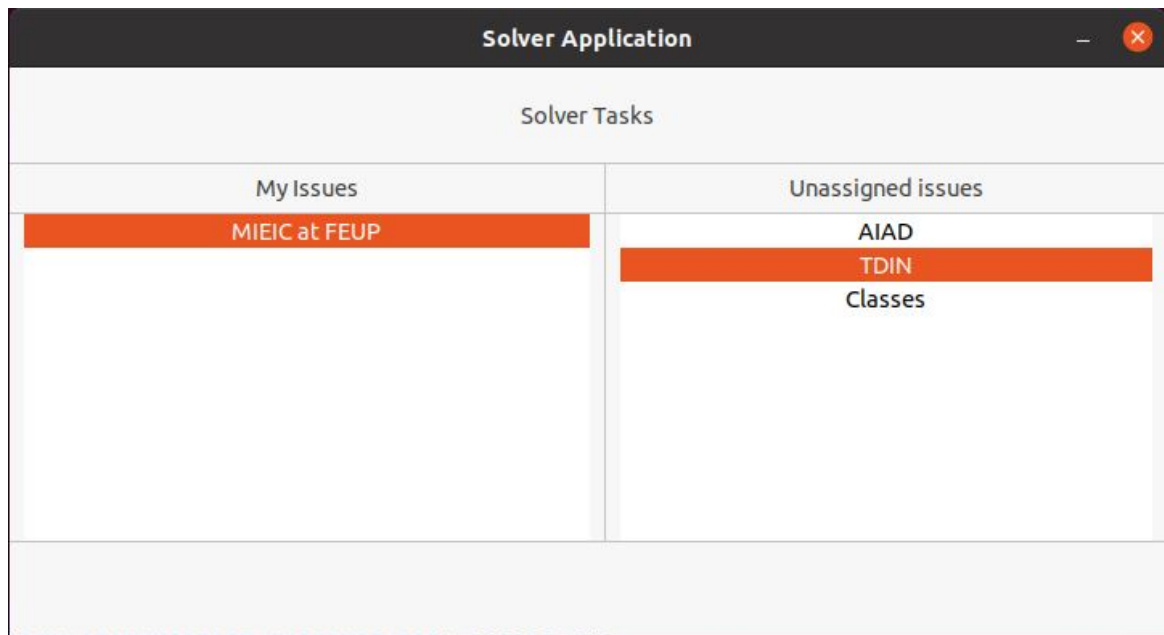 Solver Application
Solver Tasks
My Issues
Unassigned issues
MIEIC at FEUP
AIAD
TDIN
Classes